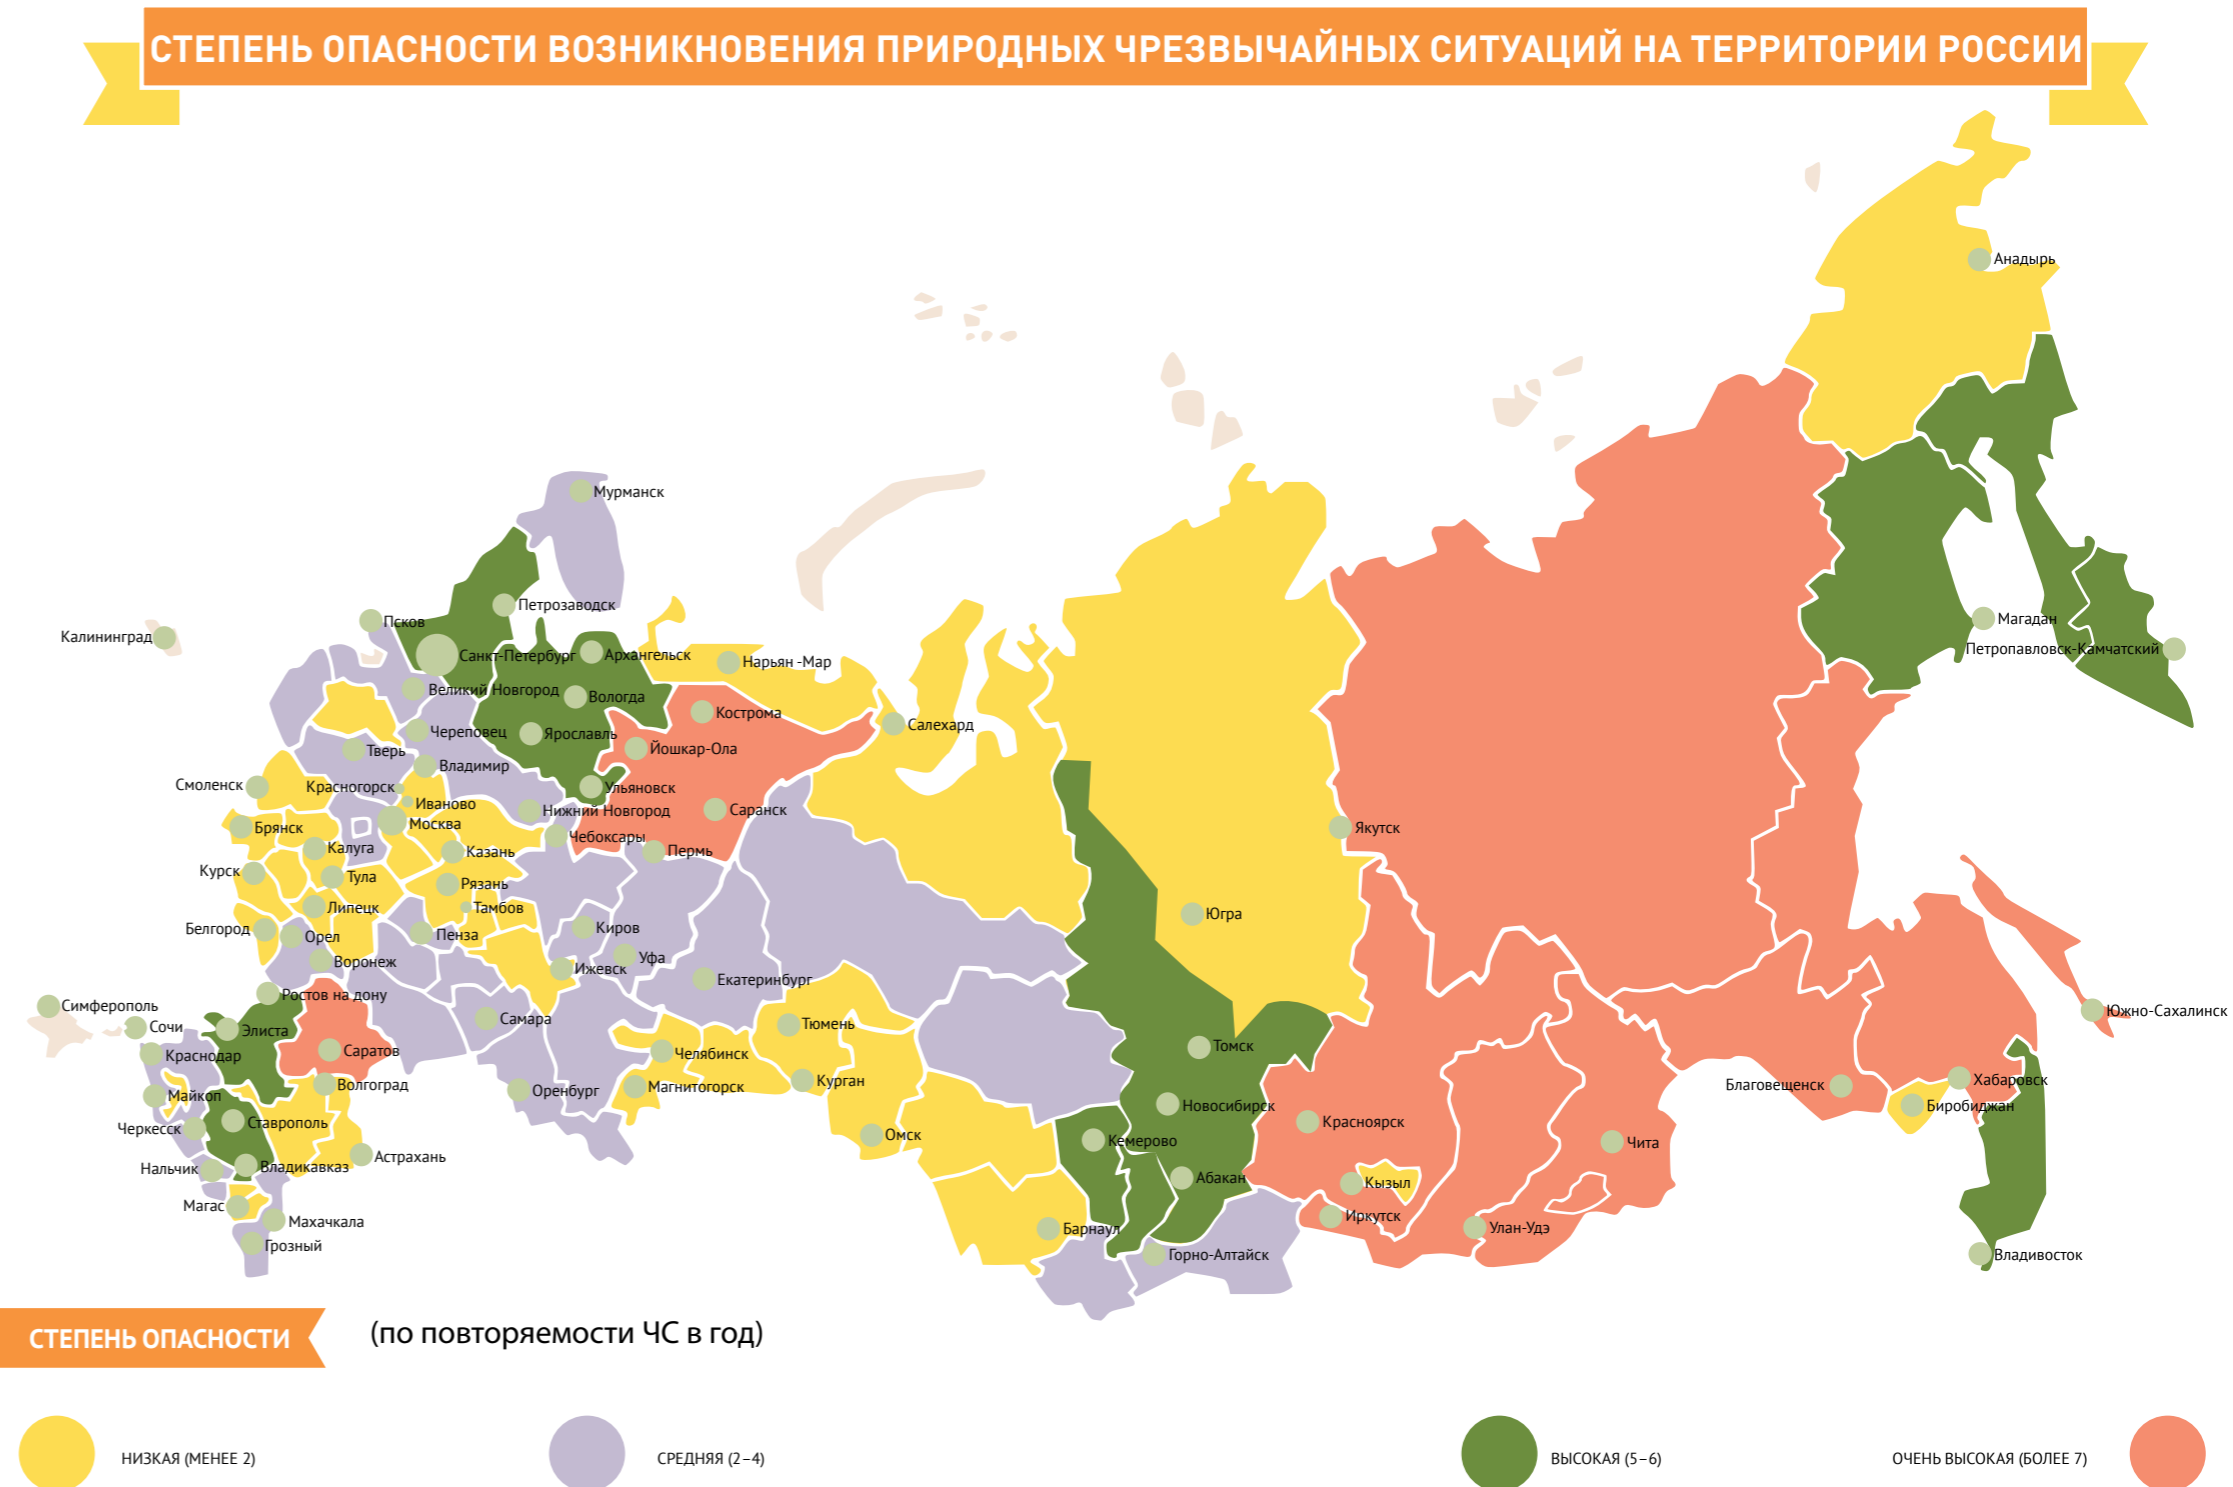 СТЕПЕНЬ ОПАСНОСТИ ВОЗНИКНОВЕНИЯ ПРИРОДНЫХ ЧРЕЗВЫЧАЙНЫХ СИТУАЦИЙ НА ТЕРРИТОРИИ РОССИИ
Анадырь
Мурманск
Петрозаводск
Псков
Калининград
Магадан
Петропавловск-Камчатский
Санкт-Петербург
Архангельск
Нарьян -Мар
Великий Новгород
Вологда
Кострома
Салехард
Череповец
Ярославль
Йошкар-Ола
Тверь
Владимир
Смоленск
Красногорск
Ульяновск
Иваново
Нижний Новгород
Саранск
Москва
Брянск
Якутск
Чебоксары
Калуга
Казань
Пермь
Курск
Тула
Рязань
Липецк
Тамбов
Югра
Белгород
Орел
Пенза
Киров
Воронеж
Уфа
Ижевск
Екатеринбург
Ростов на дону
Симферополь
Южно-Сахалинск
Сочи
Элиста
Самара
Тюмень
Краснодар
Саратов
Челябинск
Томск
Волгоград
Магнитогорск
Курган
Хабаровск
Благовещенск
Майкоп
Оренбург
Новосибирск
Биробиджан
Черкесск
Ставрополь
Омск
Кемерово
Красноярск
Чита
Нальчик
Владикавказ
Астрахань
Абакан
Кызыл
Магас
Махачкала
Барнаул
Иркутск
Улан-Удэ
Грозный
Горно-Алтайск
Владивосток
СТЕПЕНЬ ОПАСНОСТИ
(по повторяемости ЧС в год)
НИЗКАЯ (МЕНЕЕ 2)
СРЕДНЯЯ (2–4)
ВЫСОКАЯ (5–6)
ОЧЕНЬ ВЫСОКАЯ (БОЛЕЕ 7)